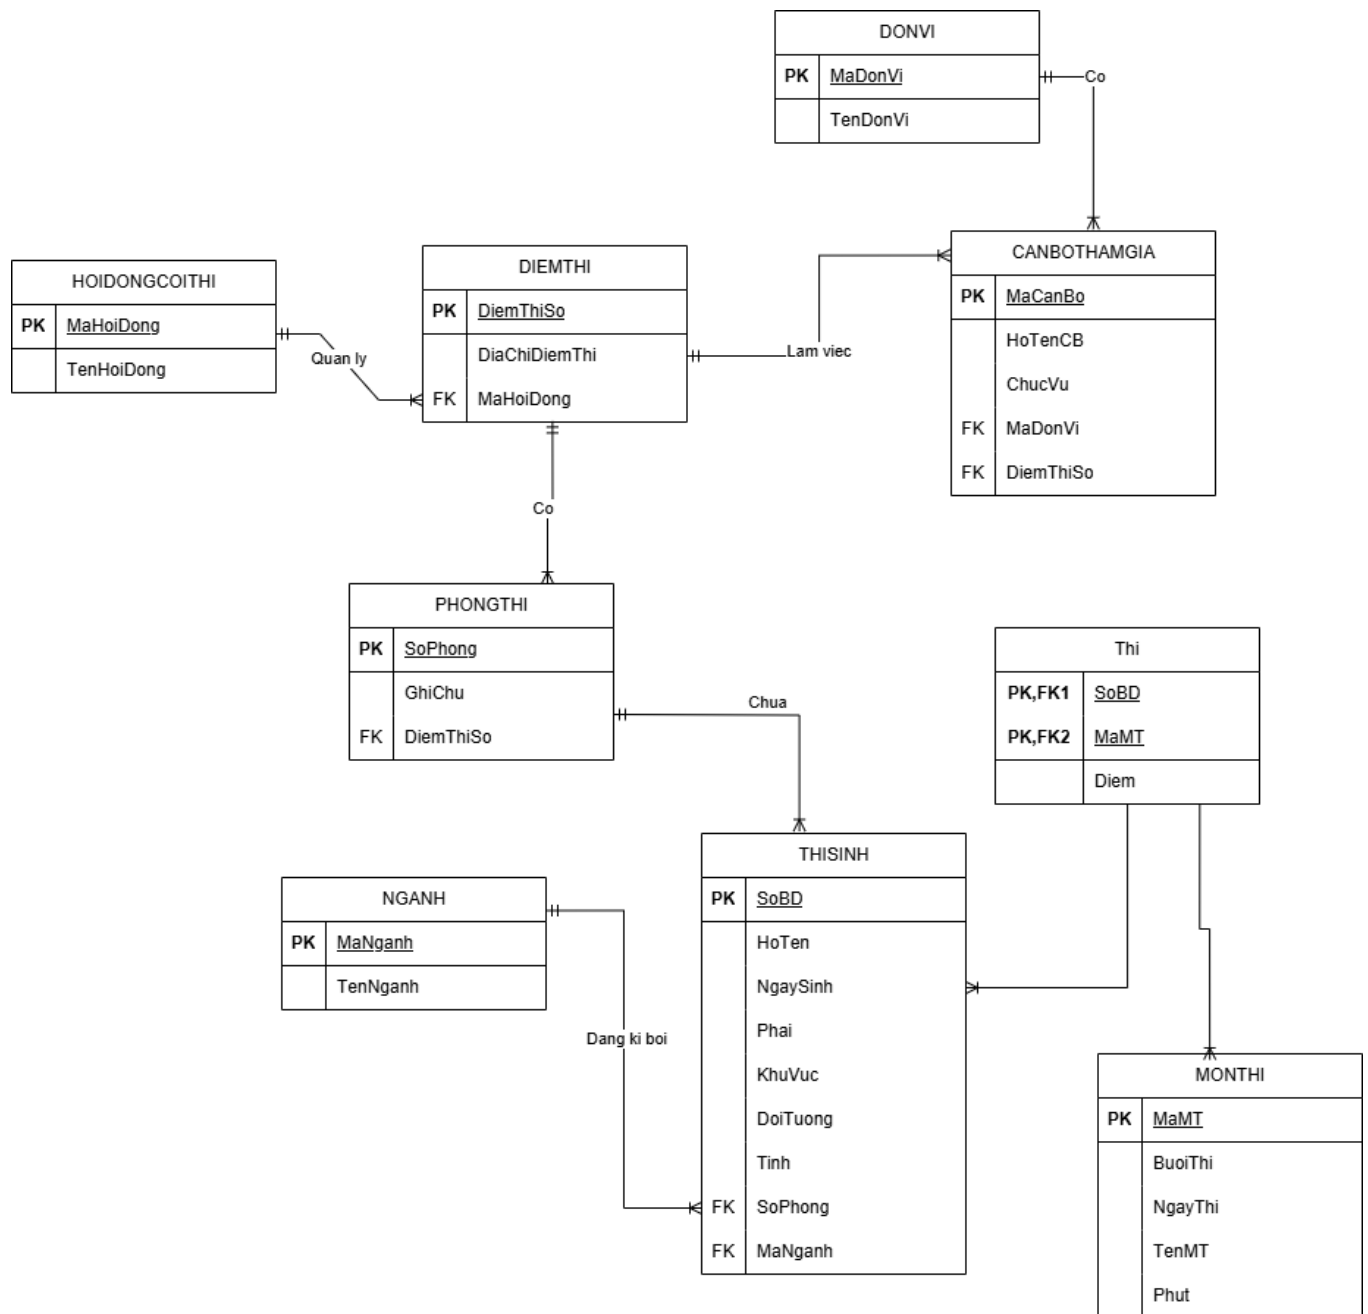 DONVI
PK MaDonVi
TenDonVi
Co
HOIDONGCOITHI
PK MaHoiDong
TenHoiDong
Quan ly
DIEMTHI
PK DiemThiSo
DiaChiDiemThi
FK MaHoiDong
Lam viec
CANBOTHAMGIA
PK MaCanBo
HoTenCB
ChucVu
FK MaDonVi
FK DiemThiSo
Co
PHONGTHI
PK SoPhong
GhiChu
FK DiemThiSo
Chua
Thi
PK,FK1 SoBD
PK,FK2 MaMT
Diem
NGANH
PK MaNganh
TenNganh
Dang ki boi
THISINH
PK SoBD
HoTen
NgaySinh
Phai
KhuVuc
DoiTuong
Tinh
FK SoPhong
FK MaNganh
MONTHI
PK MaMT
BuoiThi
NgayThi
TenMT
Phut